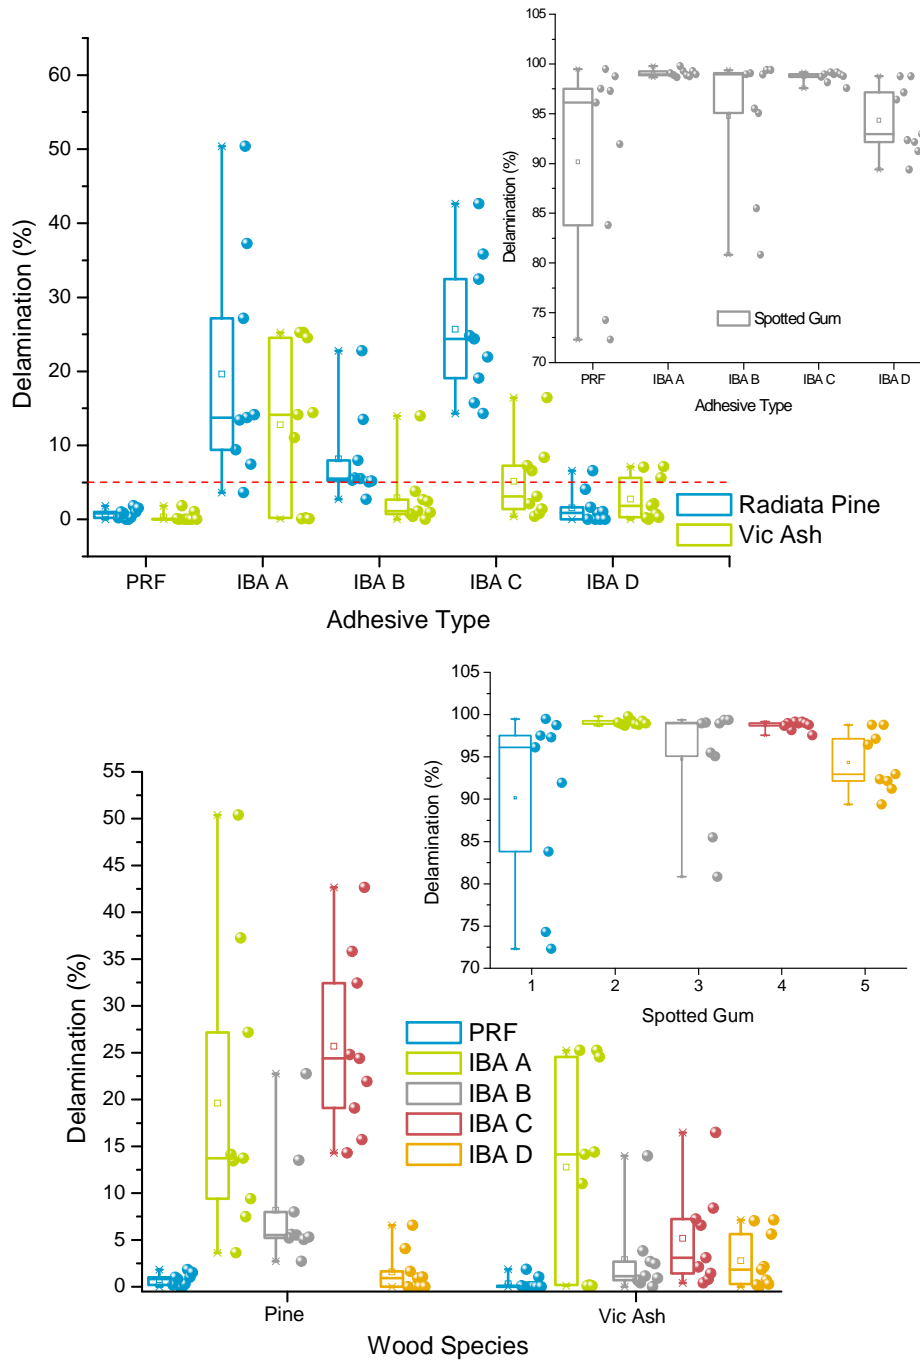 60
50
40
30
20
10
0
Delamination (%)
PRF
IBA A
IBA B
IBA C
IBA D
Adhesive Type
Radiata Pine
Vic Ash
105
100
95
90
85
80
75
70
Delamination (%)
Spotted Gum
PRF
IBA A
IBA B
IBA C
IBA D
Adhesive Type
105
100
95
90
85
80
75
70
Delamination (%)
1
2
3
4
5
Spotted Gum
55
50
45
40
35
30
25
20
15
10
5
0
Delamination (%)
PRF
IBA A
IBA B
IBA C
IBA D
Pine
Vic Ash
Wood Species